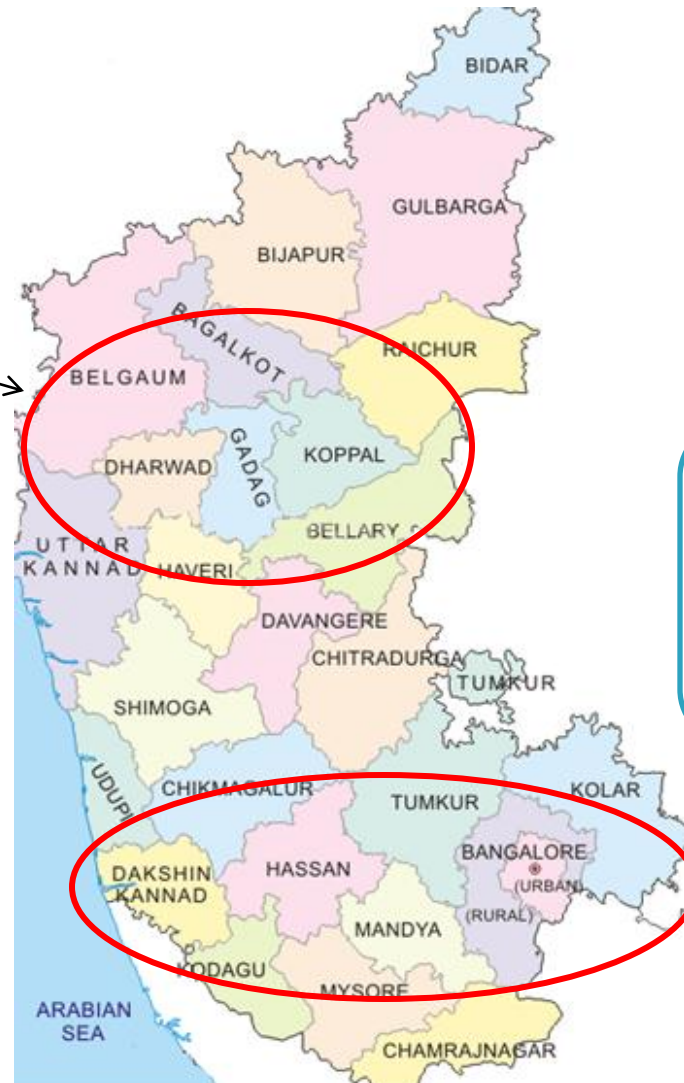 BIDAR
GULBARGA
BIJAPUR
BAGALKOT
RAICHUR
BELGAUM
GADAG
KOPPAL
DHARWAD
BELLARY
UTTAR
KANNAD
HAVERI
DAVANGERE
CHITRADURGA
TUMKUR
SHIMOGA
UDUPI
CHIKMAGALUR
TUMKUR
KOLAR
BANGALORE
(URBAN)
HASSAN
DAKSHIN
KANNAD
(RURAL)
MANDYA
KODAGU
MYSORE
ARABIAN
SEA
CHAMRAJNAGAR